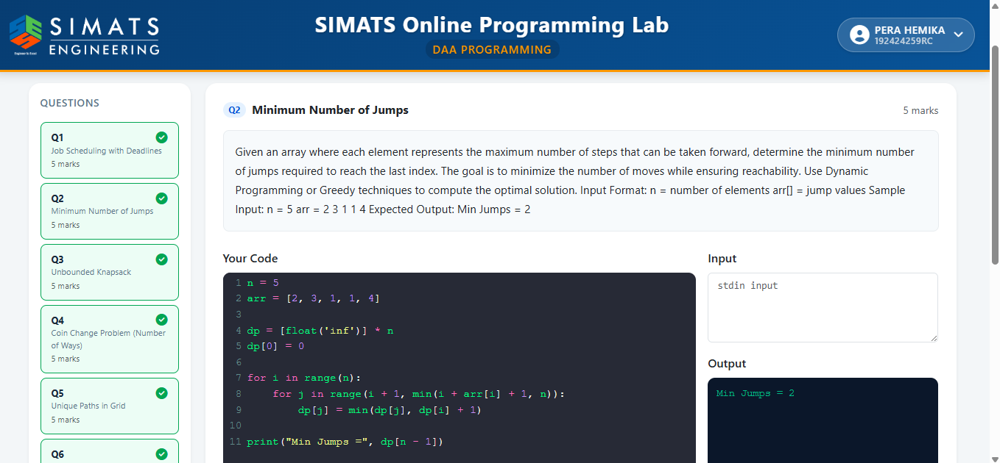 SIMATS
ENGINEERING
Engineer to Excel
SIMATS Online Programming Lab
DAA PROGRAMMING
PERA HEMIKA
192424259RC
QUESTIONS
Q1
Job Scheduling with Deadlines
5 marks
Q2
Minimum Number of Jumps
5 marks
Q3
Unbounded Knapsack
5 marks
Q4
Coin Change Problem (Number
of Ways)
5 marks
Q5
Unique Paths in Grid
5 marks
Q6
Q2 Minimum Number of Jumps
5 marks
Given an array where each element represents the maximum number of steps that can be taken forward, determine the minimum number
of jumps required to reach the last index. The goal is to minimize the number of moves while ensuring reachability. Use Dynamic
Programming or Greedy techniques to compute the optimal solution. Input Format: n = number of elements arr[] = jump values Sample
Input: n = 5 arr = 2 3 1 1 4 Expected Output: Min Jumps = 2
Your Code
1 n = 5
2 arr = [2, 3, 1, 1, 4]
3
4 dp = [float('inf')] * n
5 dp[0] = 0
6
7 for i in range(n):
8     for j in range(i + 1, min(i + arr[i] + 1, n)):
9         dp[j] = min(dp[j], dp[i] + 1)
10
11 print("Min Jumps =", dp[n - 1])
Input
stdin input
Output
Min Jumps = 2